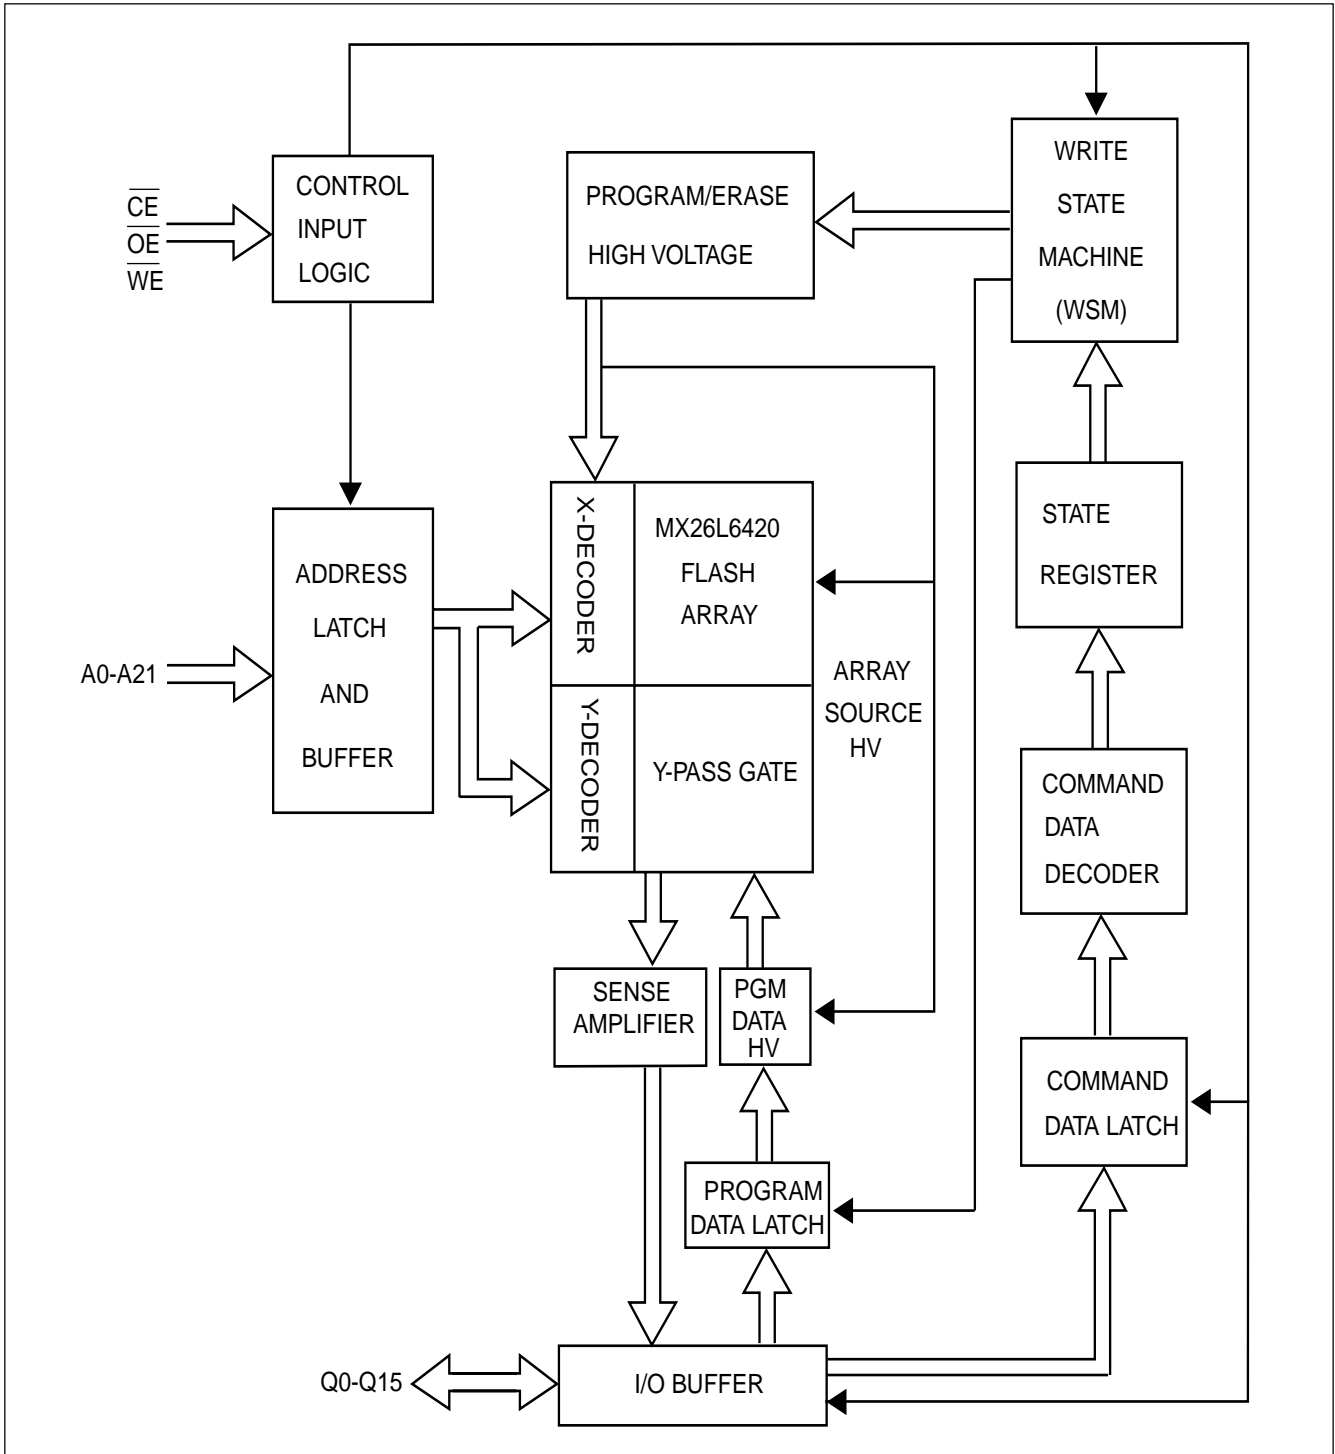 CONTROL
INPUT
LOGIC
CE
OE
WE
PROGRAM/ERASE
HIGH VOLTAGE
WRITE
STATE
MACHINE
(WSM)
STATE
REGISTER
ADDRESS
LATCH
AND
BUFFER
A0-A21
X-DECODER
MX26L6420
FLASH
ARRAY
Y-DECODER
Y-PASS GATE
ARRAY
SOURCE
HV
COMMAND
DATA
DECODER
SENSE
AMPLIFIER
PGM
DATA
HV
COMMAND
DATA LATCH
PROGRAM
DATA LATCH
Q0-Q15
I/O BUFFER